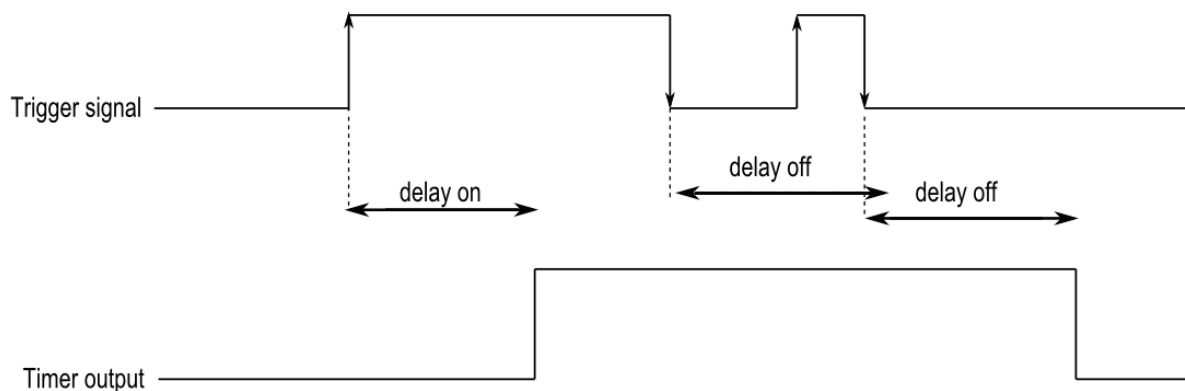 Trigger signal
delay on
delay off
delay off
Timer output